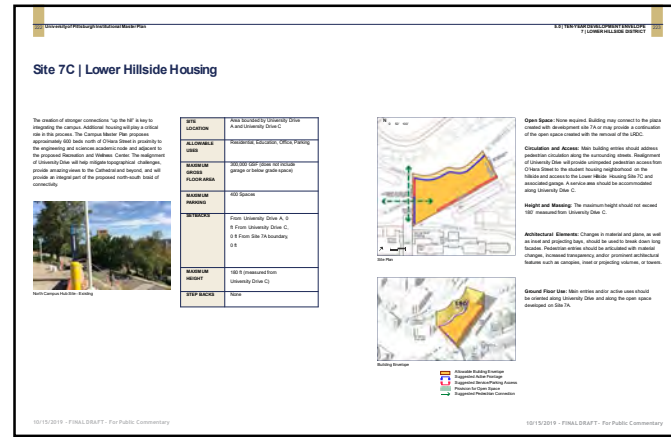 University of Pittsburgh Institutional Master Plan
5.0 | TEN-YEAR DEVELOPMENT ENVELOPE
7 | LOWER HILLSIDE DISTRICT
Site 7C | Lower Hillside Housing
The creation of stronger connections "up the hill" is key to
integrating the campus. Additional housing will play a critical
role in this process. The Campus Master Plan proposes
approximately 600 beds north of O'Hara Street in proximity to
the engineering and sciences academic node and adjacent to
the proposed Recreation and Wellness Center. The realignment
of University Drive will help mitigate topographical challenges,
provide amazing views to the Cathedral and beyond, and will
provide an integral part of the proposed north-south braid of
connectivity.
North Campus Hub Site - Existing
SITE LOCATION
Area bounded by University Drive
A and University Drive C
ALLOWABLE USES
Residential, Education, Office, Parking
MAXIMUM GROSS FLOOR AREA
300,000 GSF (does not include
garage or below grade space)
MAXIMUM PARKING
400 Spaces
SETBACKS
From University Drive A, 0
ft From University Drive C,
0 ft From Site 7A boundary,
0 ft
MAXIMUM HEIGHT
180 ft (measured from
University Drive C)
STEP BACKS
None
N
Site Plan
180'
Building Envelope
Allowable Building Envelope
Suggested Active Frontage
Suggested Service/Parking Access
Provision for Open Space
Suggested Pedestrian Connection
Open Space: None required. Building may connect to the place
created with development site 7A or may provide a continuation
of the open space created with the removal of the LRDC.
Circulation and Access: Main building entries should address
pedestrian circulation along the surrounding streets. Realignment
of University Drive will provide unimpeded pedestrian access from
O'Hara Street to the student housing neighborhood on the
hillside and access to the Lower Hillside Housing Site 7C and
associated garage. A service area should be accommodated
along University Drive C.
Height and Massing: The maximum height should not exceed
180' measured from University Drive C.
Architectural Elements: Changes in material and plane, as well
as inset and projecting bays, should be used to break down long
facades. Pedestrian entries should be articulated with material
changes, increased transparency, and/or prominent architectural
features such as canopies, inset or projecting volumes, or towers.
Ground Floor Use: Main entries and/or active uses should
be oriented along University Drive and along the open space
developed on Site 7A.
10/15/2019 - FINAL DRAFT - For Public Commentary
10/15/2019 - FINAL DRAFT - For Public Commentary